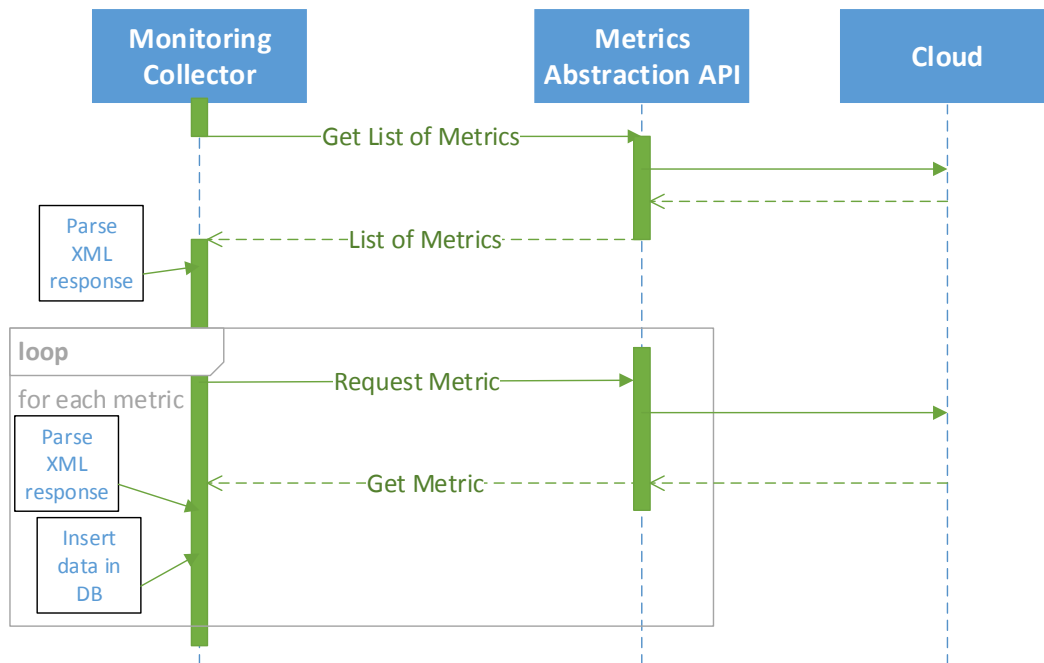 Monitoring
Collector
Metrics
Abstraction API
Cloud
Get List of Metrics
Parse
XML
response
List of Metrics
loop
for each metric
Request Metric
Parse
XML
response
Get Metric
Insert
data in
DB